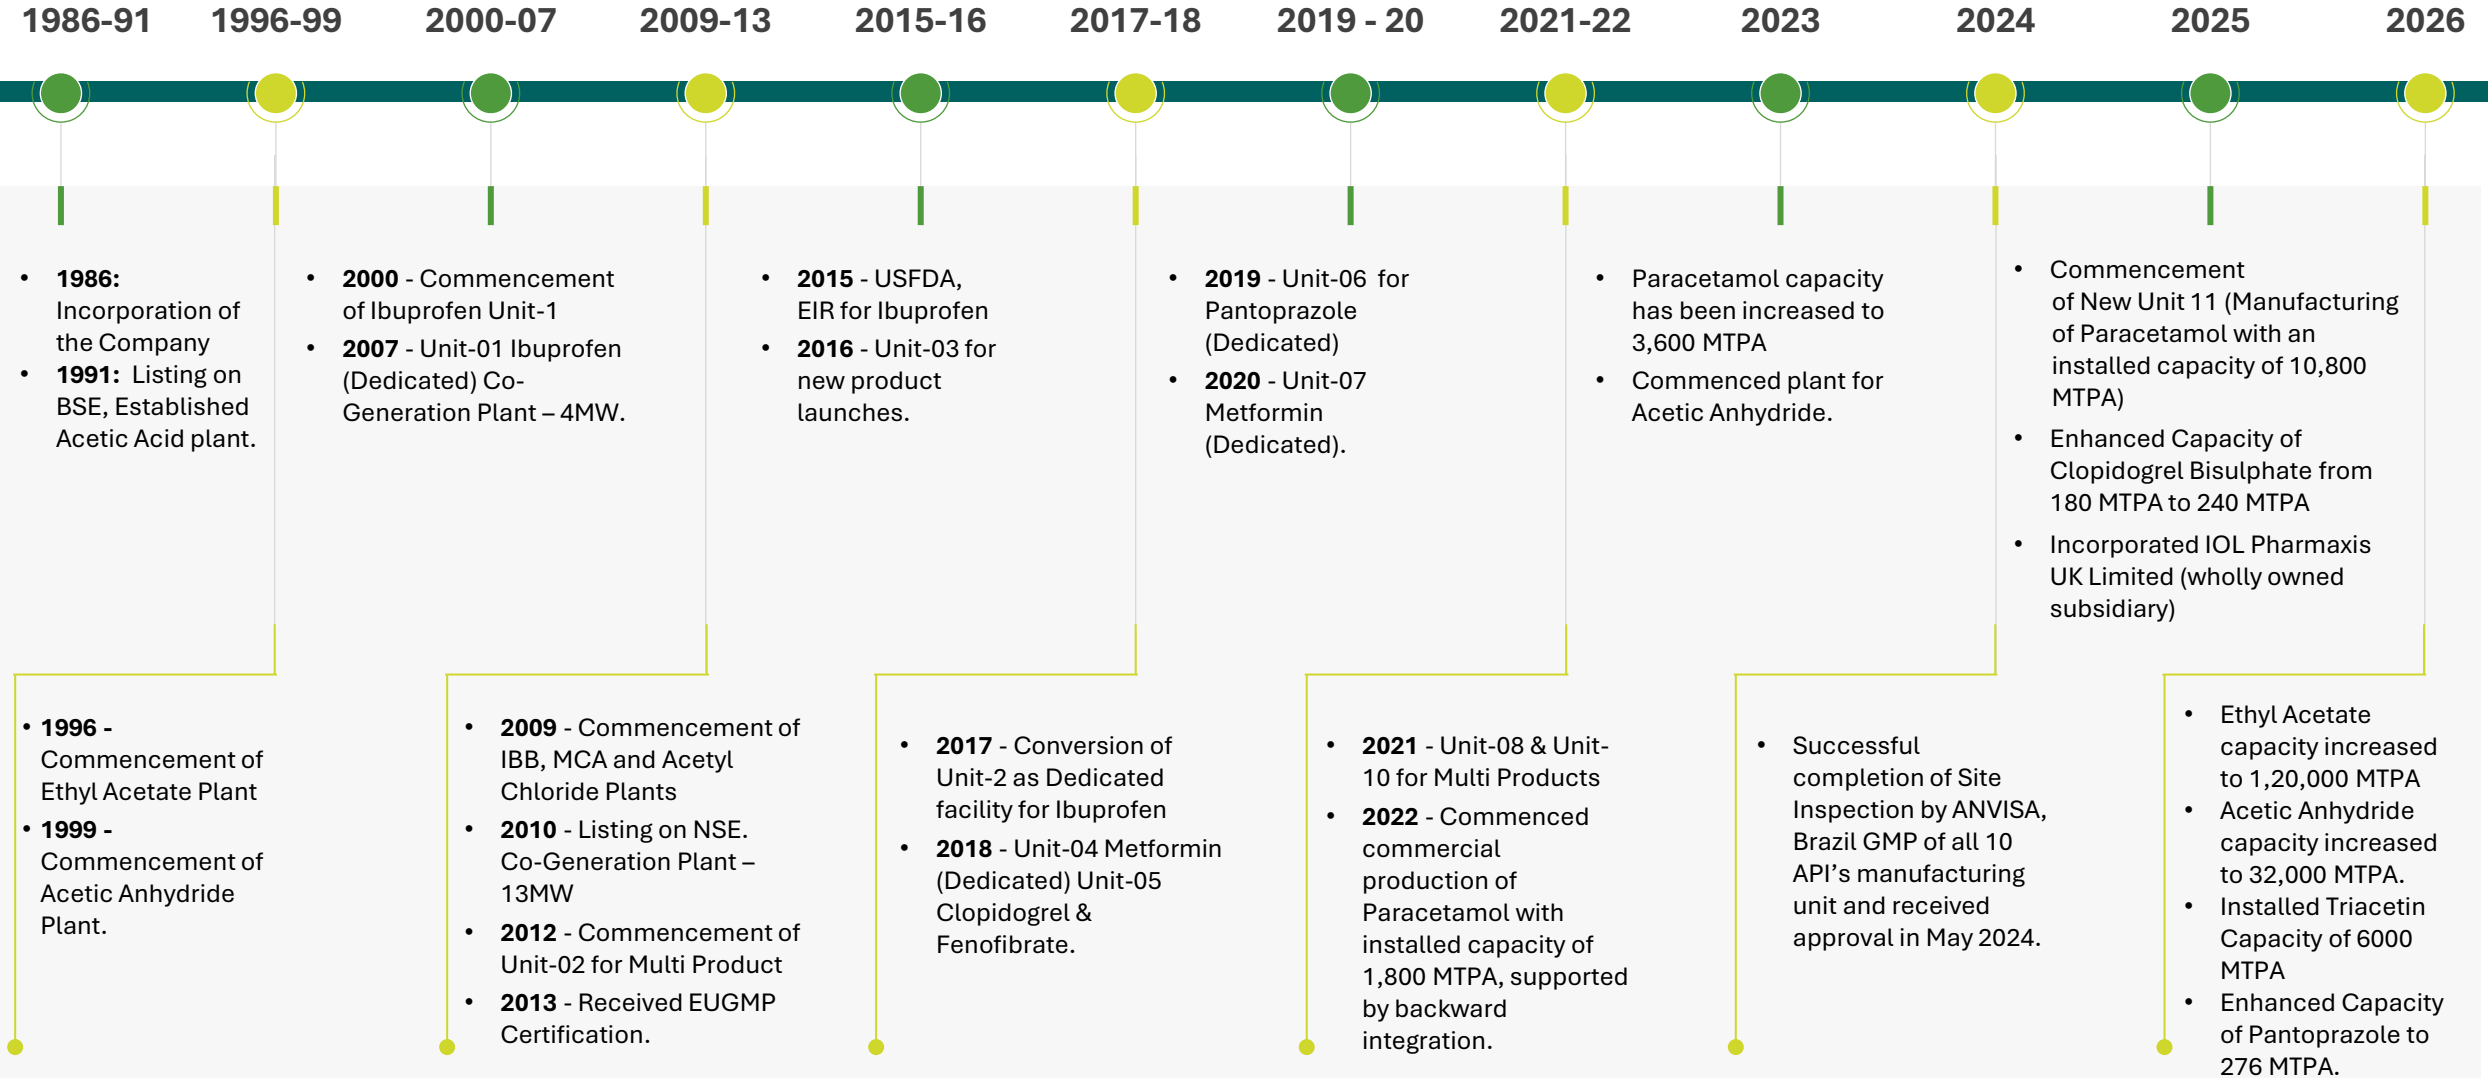 1986-91
1996-99
2000-07
2009-13
2015-16
2017-18
2019 - 20
2021-22
2023
2024
2025
2026
• 1986:
Incorporation of
the Company
• 1991: Listing on
BSE, Established
Acetic Acid plant.
• 2000 - Commencement
of Ibuprofen Unit-1
• 2007 - Unit-01 Ibuprofen
(Dedicated) Co-
Generation Plant – 4MW.
• 2015 - USFDA,
EIR for Ibuprofen
• 2016 - Unit-03 for
new product
launches.
• 2019 - Unit-06 for
Pantoprazole
(Dedicated)
• 2020 - Unit-07
Metformin
(Dedicated).
• Paracetamol capacity
has been increased to
3,600 MTPA
• Commenced plant for
Acetic Anhydride.
• Commencement
of New Unit 11 (Manufacturing
of Paracetamol with an
installed capacity of 10,800
MTPA)
• Enhanced Capacity of
Clopidogrel Bisulphate from
180 MTPA to 240 MTPA
• Incorporated IOL Pharmaxis
UK Limited (wholly owned
subsidiary)
• 1996 -
Commencement of
Ethyl Acetate Plant
• 1999 -
Commencement of
Acetic Anhydride
Plant.
• 2009 - Commencement of
IBB, MCA and Acetyl
Chloride Plants
• 2010 - Listing on NSE.
Co-Generation Plant –
13MW
• 2012 - Commencement of
Unit-02 for Multi Product
• 2013 - Received EUGMP
Certification.
• 2017 - Conversion of
Unit-2 as Dedicated
facility for Ibuprofen
• 2018 - Unit-04 Metformin
(Dedicated) Unit-05
Clopidogrel &
Fenofibrate.
• 2021 - Unit-08 & Unit-
10 for Multi Products
• 2022 - Commenced
commercial
production of
Paracetamol with
installed capacity of
1,800 MTPA, supported
by backward
integration.
• Successful
completion of Site
Inspection by ANVISA,
Brazil GMP of all 10
API’s manufacturing
unit and received
approval in May 2024.
• Ethyl Acetate
capacity increased
to 1,20,000 MTPA
• Acetic Anhydride
capacity increased
to 32,000 MTPA.
• Installed Triacetin
Capacity of 6000
MTPA
• Enhanced Capacity
of Pantoprazole to
276 MTPA.